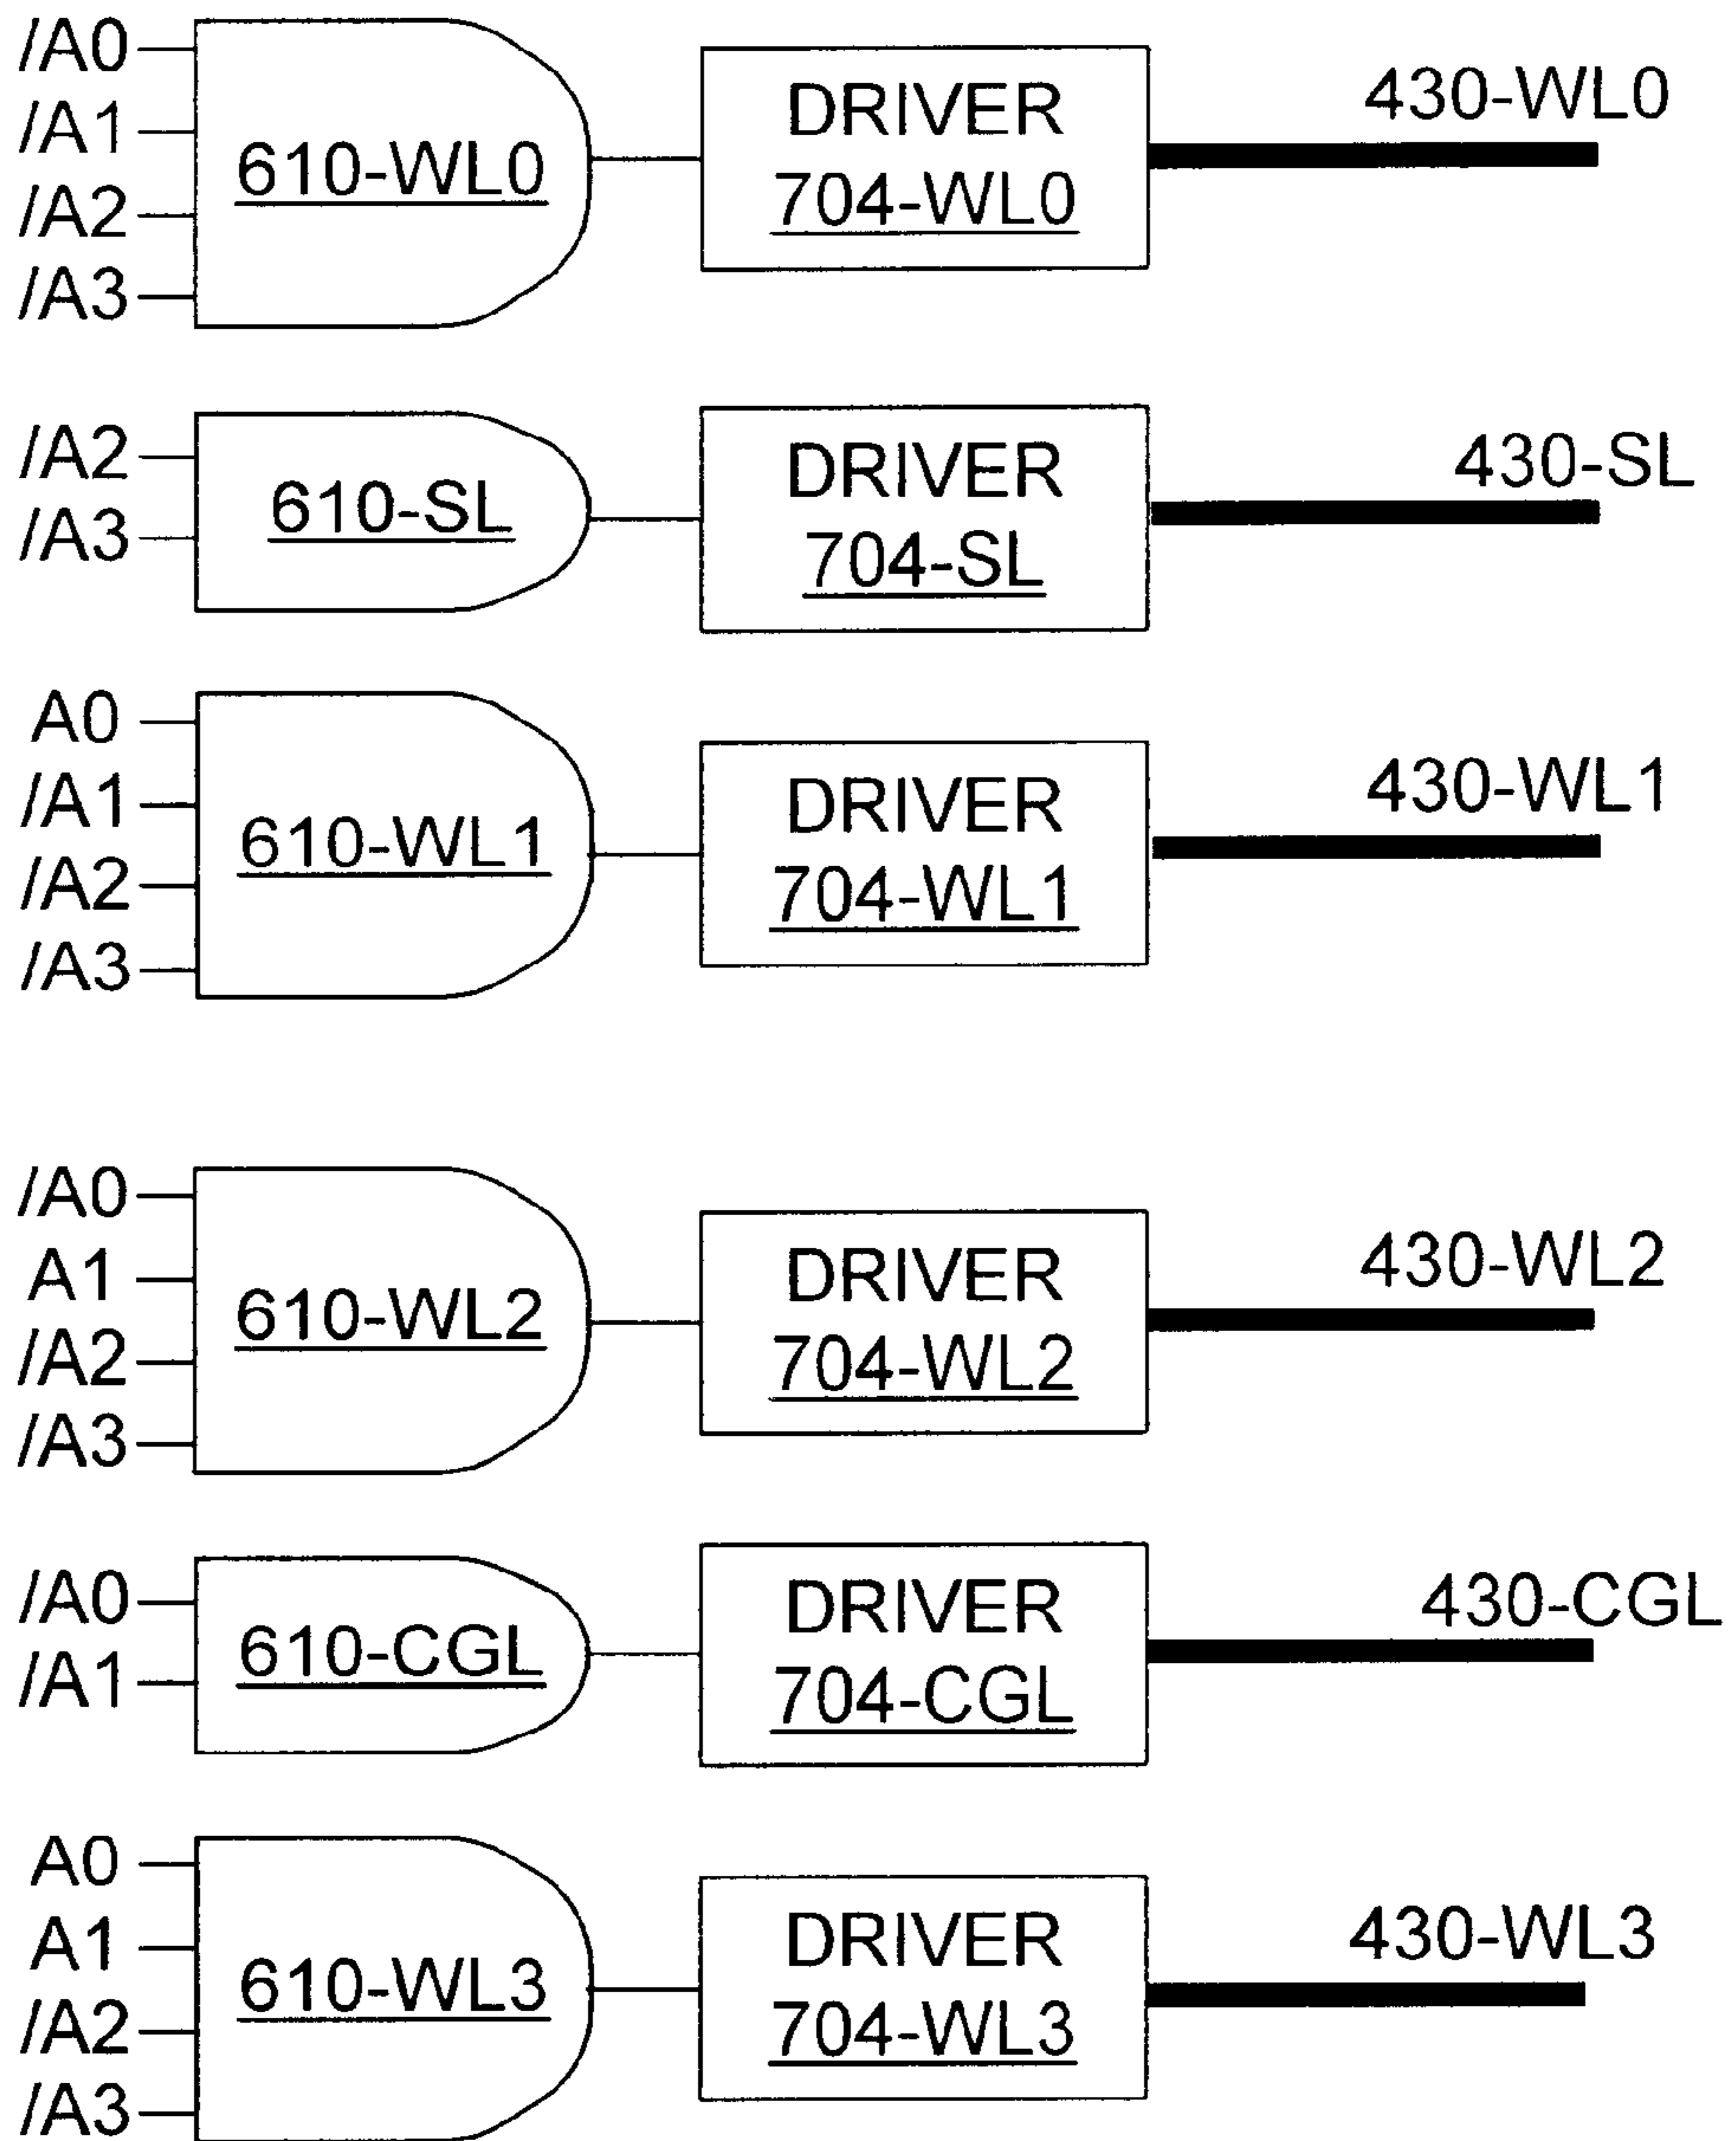 /A0
/A1
/A2
/A3
610-WL0
DRIVER
704-WL0
430-WL0
/A2
/A3
610-SL
DRIVER
704-SL
430-SL
A0
/A1
/A2
/A3
610-WL1
DRIVER
704-WL1
430-WL1
/A0
A1
/A2
/A3
610-WL2
DRIVER
704-WL2
430-WL2
/A0
/A1
610-CGL
DRIVER
704-CGL
430-CGL
A0
A1
/A2
/A3
610-WL3
DRIVER
704-WL3
430-WL3